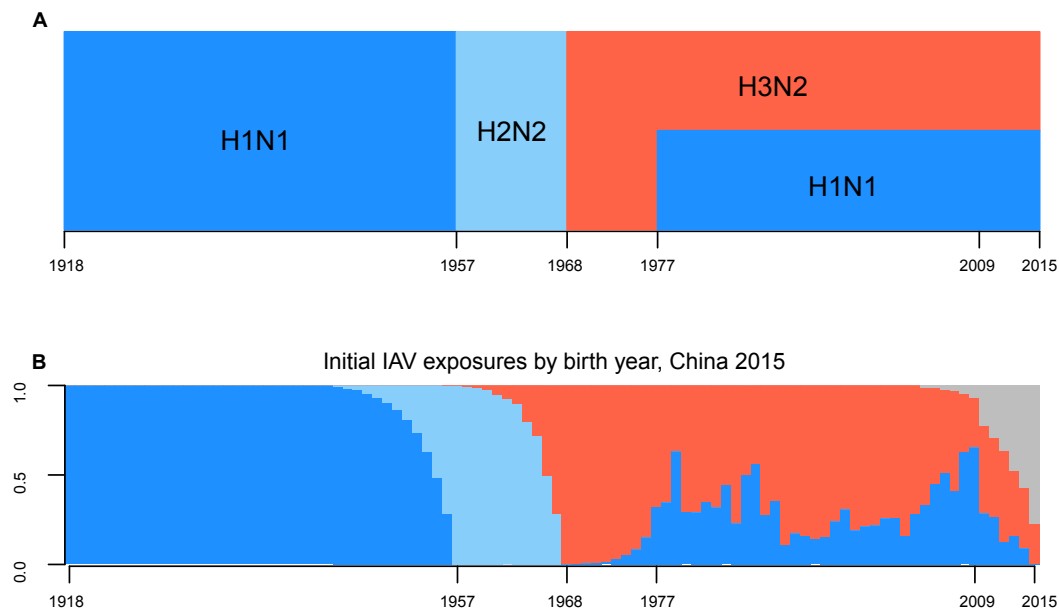 A
H1N1
H2N2
H3N2
H1N1
1918 1957 1968 1977 2009 2015
B
Initial IAV exposures by birth year, China 2015
1.0
0.5
0.0
1918 1957 1968 1977 2009 2015